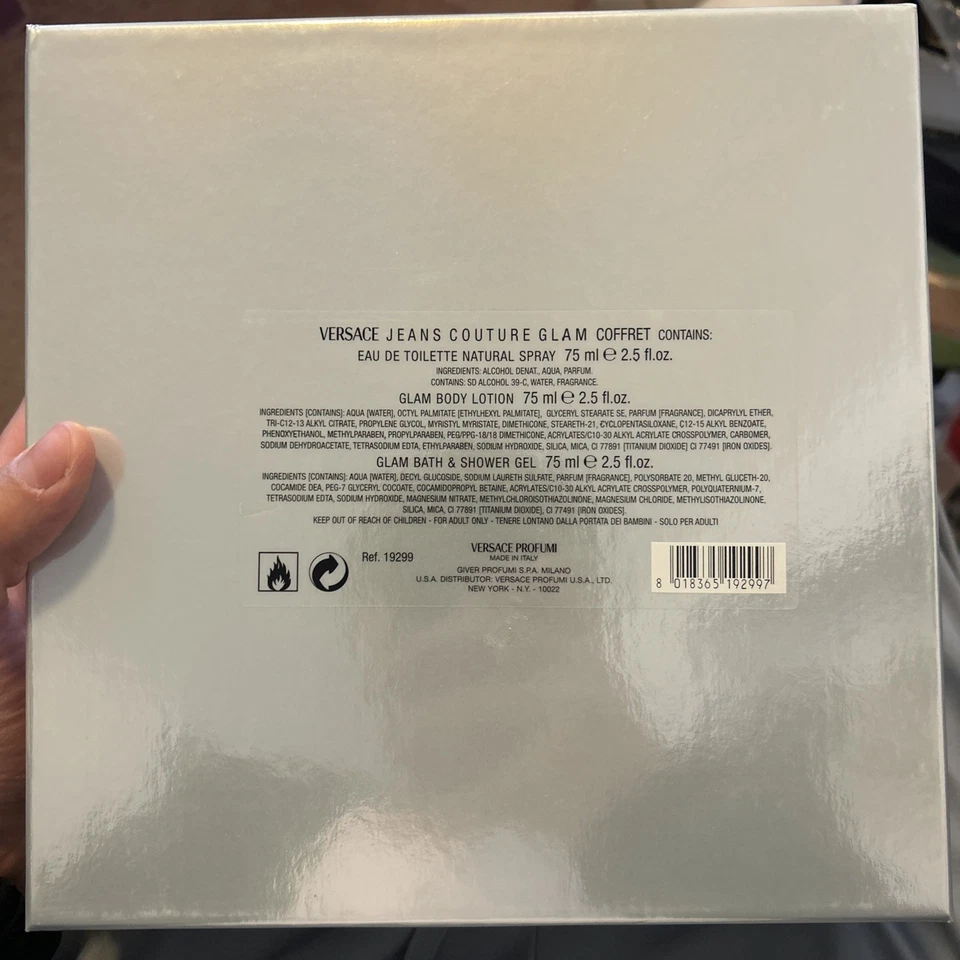 VERSACE JEANS COUTURE GLAM COFFRET CONTAINS:
EAU DE TOILETTE NATURAL SPRAY 75 ml ℮ 2.5 fl.oz.
INGREDIENTS: ALCOHOL DENAT., AQUA, PARFUM.
CONTAINS: SD ALCOHOL 39-C, WATER, FRAGRANCE.
GLAM BODY LOTION 75 ml ℮ 2.5 fl.oz.
INGREDIENTS [CONTAINS]: AQUA [WATER], OCTYL PALMITATE [ETHYLHEXYL PALMITATE], GLYCERYL STEARATE SE, PARFUM [FRAGRANCE], DICAPRYLYL ETHER,
TRI-C12-13 ALKYL CITRATE, PROPYLENE GLYCOL, MYRISTYL MYRISTATE, DIMETHICONE, STEARETH-21, CYCLOPENTASILOXANE, C12-15 ALKYL BENZOATE,
PHENOXYETHANOL, METHYLPARABEN, PROPYLPARABEN, PEG/PPG-18/18 DIMETHICONE, ACRYLATES/C10-30 ALKYL ACRYLATE CROSSPOLYMER, CARBOMER,
SODIUM DEHYDROACETATE, TETRASODIUM EDTA, ETHYLPARABEN, SODIUM HYDROXIDE, SILICA, MICA, CI 77891 [TITANIUM DIOXIDE] CI 77491 [IRON OXIDES].
GLAM BATH & SHOWER GEL 75 ml ℮ 2.5 fl.oz.
INGREDIENTS [CONTAINS]: AQUA [WATER], DECYL GLUCOSIDE, SODIUM LAURETH SULFATE, PARFUM [FRAGRANCE], POLYSORBATE 20, METHYL GLUCETH-20,
COCAMIDE DEA, PEG-7 GLYCERYL COCOATE, COCAMIDOPROPYL BETAINE, ACRYLATES/C10-30 ALKYL ACRYLATE CROSSPOLYMER, POLYQUATERNIUM-7,
TETRASODIUM EDTA, SODIUM HYDROXIDE, MAGNESIUM NITRATE, METHYLCHLOROISOTHIAZOLINONE, MAGNESIUM CHLORIDE, METHYLISOTHIAZOLINONE,
SILICA, MICA, CI 77891 [TITANIUM DIOXIDE], CI 77491 [IRON OXIDES].
KEEP OUT OF REACH OF CHILDREN - FOR ADULT ONLY - TENERE LONTANO DALLA PORTATA DEI BAMBINI - SOLO PER ADULTI
Ref. 19299
VERSACE PROFUMI
MADE IN ITALY
GIVER PROFUMI S.P.A. MILANO
U.S.A. DISTRIBUTOR: VERSACE PROFUMI U.S.A., LTD.
NEW YORK - N.Y. - 10022
8 018365 192997